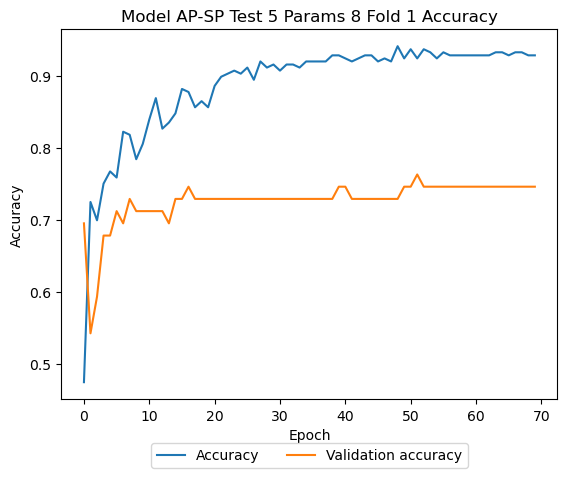 Model AP-SP Test 5 Params 8 Fold 1 Accuracy
Accuracy
0.9
0.8
0.7
0.6
0.5
0 10 20 30 40 50 60 70
Epoch
Accuracy Validation accuracy